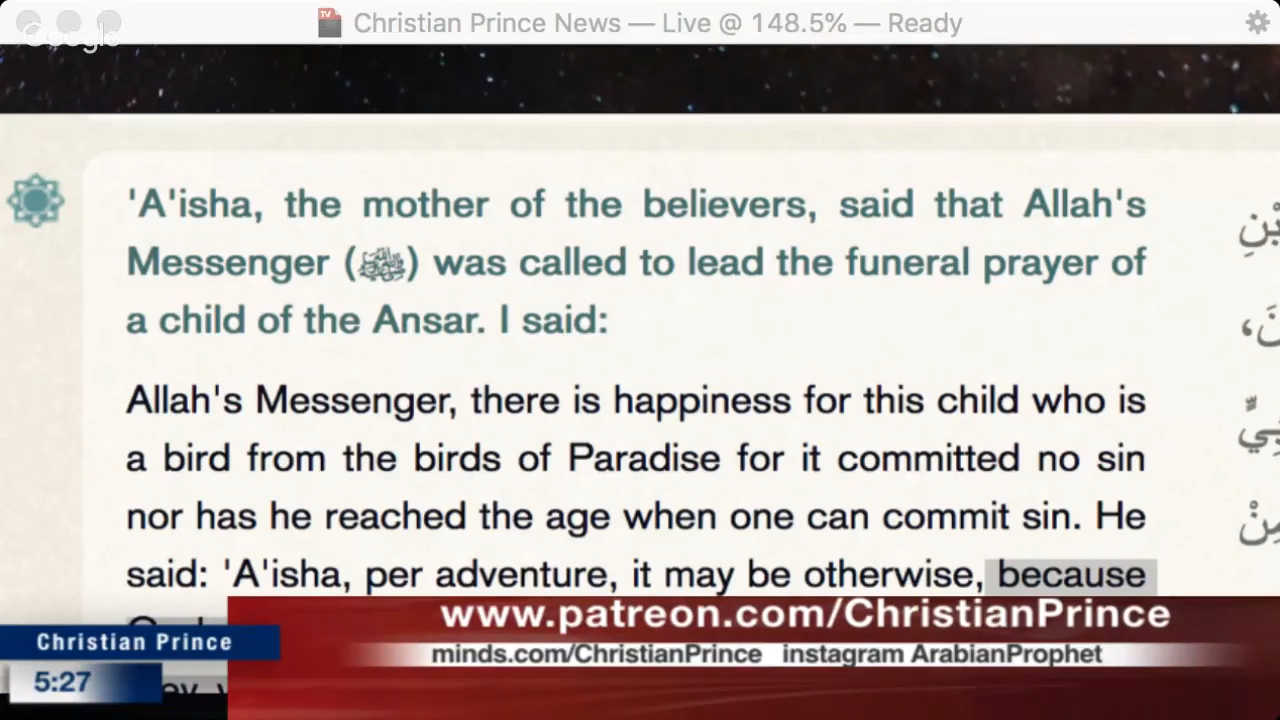 Christian Prince News — Live @ 148.5% — Ready
Google
'A'isha, the mother of the believers, said that Allah's
Messenger (ﷺ) was called to lead the funeral prayer of
a child of the Ansar. I said:
Allah's Messenger, there is happiness for this child who is
a bird from the birds of Paradise for it committed no sin
nor has he reached the age when one can commit sin. He
said: 'A'isha, per adventure, it may be otherwise, because
www.patreon.com/ChristianPrince
Christian Prince
minds.com/ChristianPrince instagram ArabianProphet
5:27